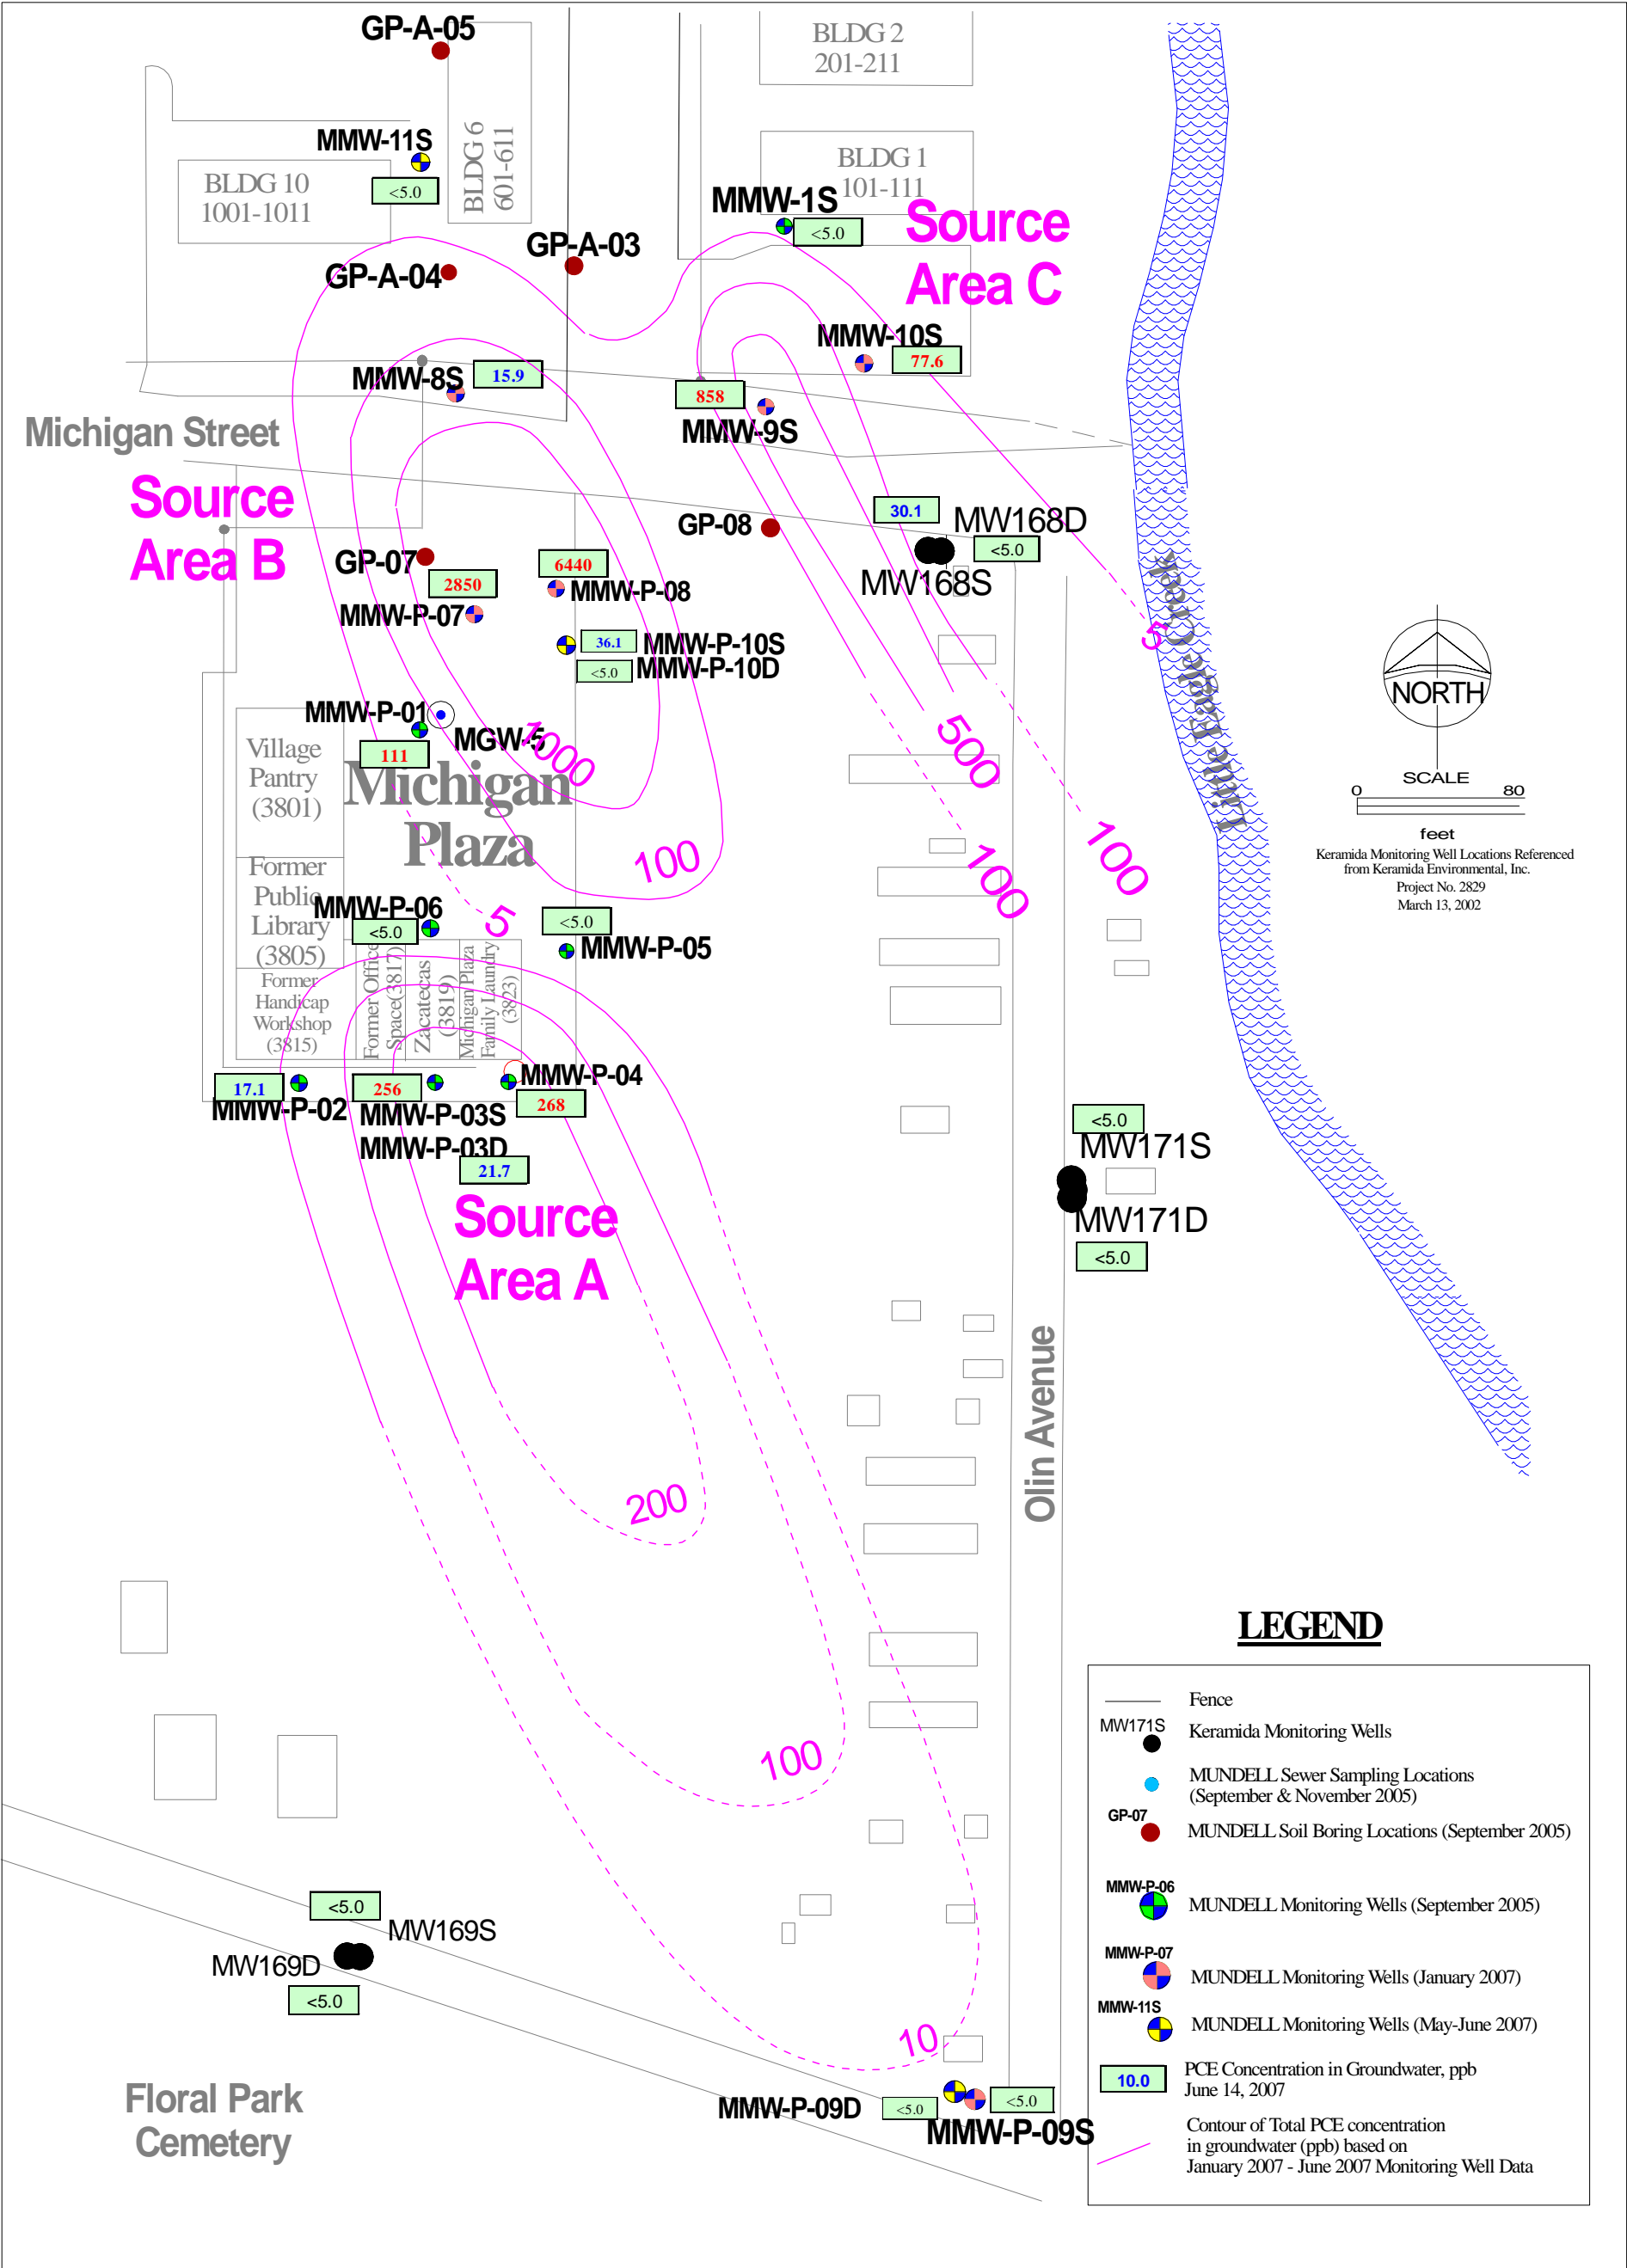 GP-A-05
BLDG 2
201-211
MMW-11S
<5.0
BLDG 6
601-611
BLDG 10
1001-1011
BLDG 1
101-111
MMW-1S
<5.0
Source
Area C
GP-A-03
GP-A-04
MMW-10S
77.6
MMW-8S
15.9
858
MMW-9S
Michigan Street
Source
Area B
GP-08
30.1
MW168D
<5.0
MW168S
GP-07
2850
6440
MMW-P-08
MMW-P-07
36.1
MMW-P-10S
<5.0
MMW-P-10D
5
Little Eagle Creek
NORTH
SCALE
0 80
feet
Keramida Monitoring Well Locations Referenced
from Keramida Environmental, Inc.
Project No. 2829
March 13, 2002
MMW-P-01
MGW-5
111
1000
500
Village
Pantry
(3801)
Michigan
Plaza
100
100
100
Former
Public
Library
(3805)
MMW-P-06
<5.0
5
<5.0
MMW-P-05
Former
Handicap
Workshop
(3815)
Former Office
Space(3817)
Zacatecas
(3819)
Michigan Plaza
Family Laundry
(3823)
17.1
MMW-P-02
256
MMW-P-03S
MMW-P-04
268
MMW-P-03D
21.7
Source
Area A
<5.0
MW171S
MW171D
<5.0
Olin Avenue
200
100
10
<5.0
MW169S
MW169D
<5.0
Floral Park
Cemetery
MMW-P-09D
<5.0
<5.0
MMW-P-09S
LEGEND
Fence
MW171S
Keramida Monitoring Wells
MUNDELL Sewer Sampling Locations
(September & November 2005)
GP-07
MUNDELL Soil Boring Locations (September 2005)
MMW-P-06
MUNDELL Monitoring Wells (September 2005)
MMW-P-07
MUNDELL Monitoring Wells (January 2007)
MMW-11S
MUNDELL Monitoring Wells (May-June 2007)
10.0
PCE Concentration in Groundwater, ppb
June 14, 2007
Contour of Total PCE concentration
in groundwater (ppb) based on
January 2007 - June 2007 Monitoring Well Data